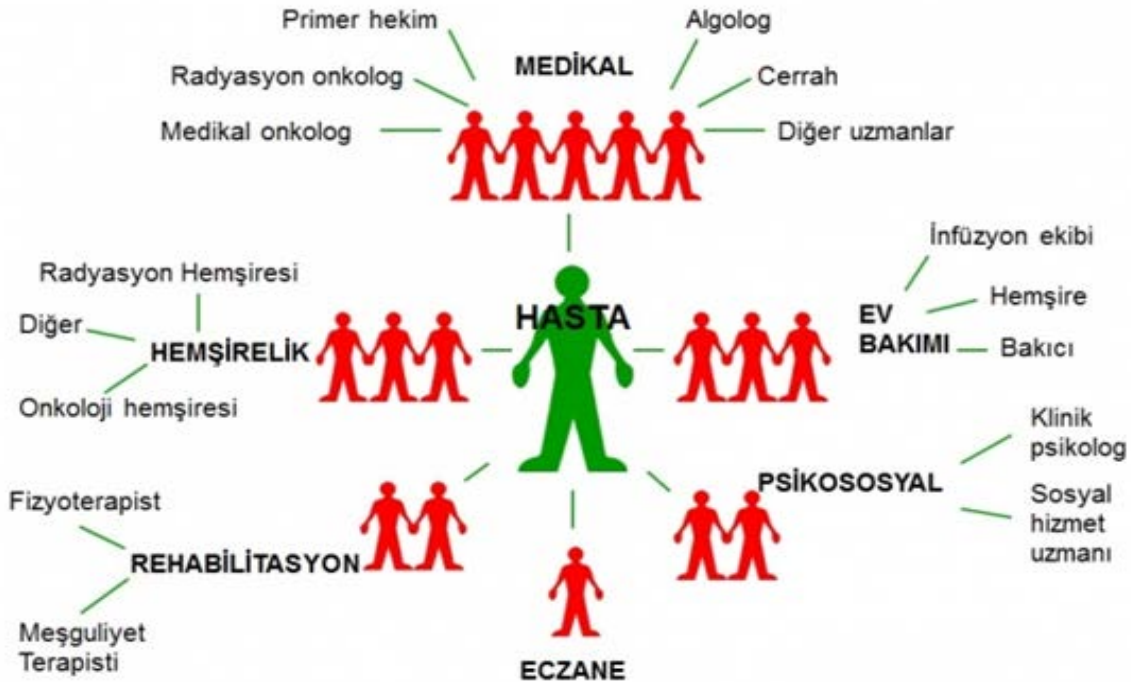 Primer hekim
Algolog
MEDİKAL
Radyasyon onkolog
Cerrah
Medikal onkolog
Diğer uzmanlar
İnfüzyon ekibi
Radyasyon Hemşiresi
Hemşire
HASTA
EV
BAKIMI
Diğer
HEMŞİRELİK
Bakıcı
Onkoloji hemşiresi
Klinik
psikolog
PSİKOSOSYAL
Fizyoterapist
Sosyal
hizmet
uzmanı
REHABİLİTASYON
Meşguliyet
Terapisti
ECZANE